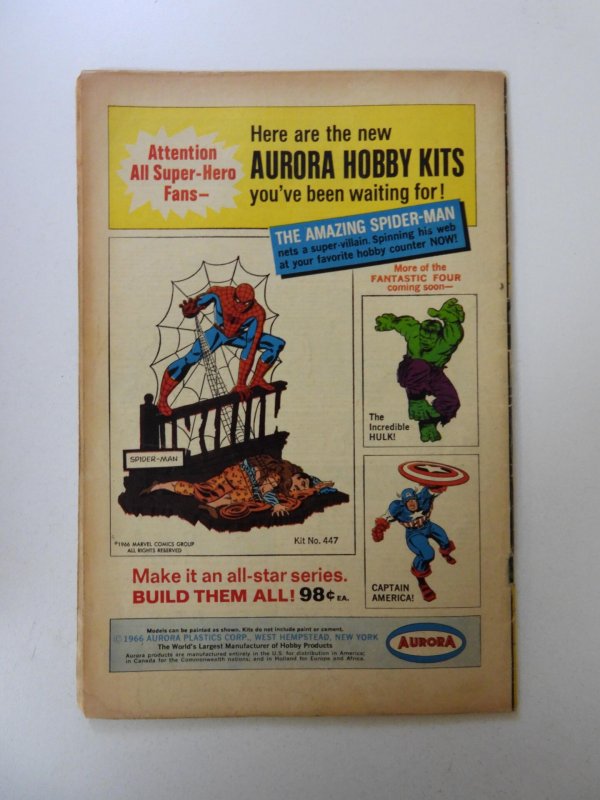 Attention
All Super-Hero
Fans—
Here are the new
AURORA HOBBY KITS
you've been waiting for!
THE AMAZING SPIDER-MAN
nets a super-villain. Spinning his web
at your favorite hobby counter NOW!
More of the
FANTASTIC FOUR
coming soon—
The
Incredible
HULK!
SPIDER-MAN
©1966 MARVEL COMICS GROUP
ALL RIGHTS RESERVED
Kit No. 447
CAPTAIN
AMERICA!
Make it an all-star series.
BUILD THEM ALL! 98¢ EA.
Models can be painted as shown. Kits do not include paint or cement.
© 1966 AURORA PLASTICS CORP., WEST HEMPSTEAD, NEW YORK
The World's Largest Manufacturer of Hobby Products
Aurora products are manufactured entirely in the U.S. for distribution in America;
in Canada for the Commonwealth nations; and in Holland for Europe and Africa.
AURORA